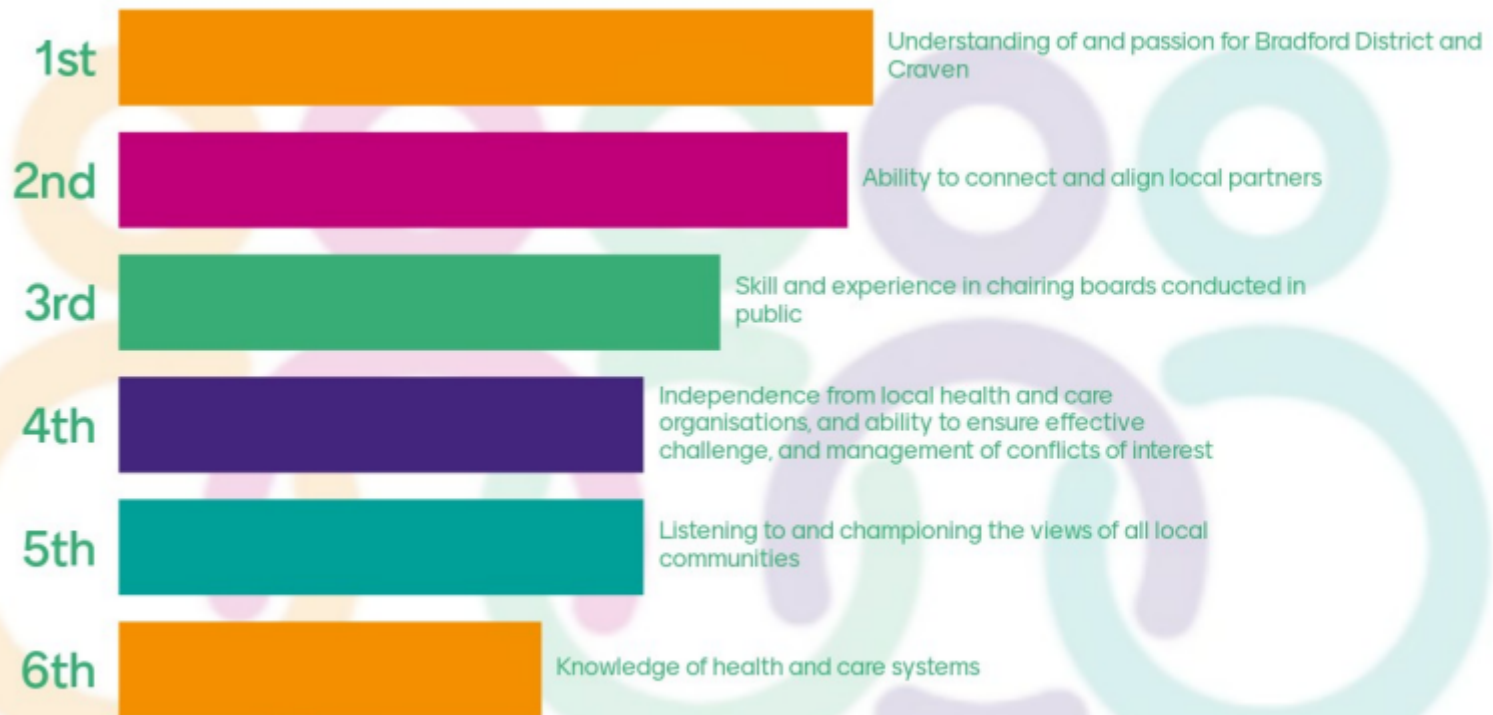 1st
Understanding of and passion for Bradford District and
Craven
2nd
Ability to connect and align local partners
3rd
Skill and experience in chairing boards conducted in
public
4th
Independence from local health and care
organisations, and ability to ensure effective
challenge, and management of conflicts of interest
5th
Listening to and championing the views of all local
communities
6th
Knowledge of health and care systems